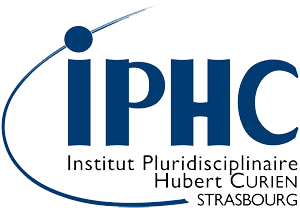 iPHC
Institut Pluridisciplinaire
Hubert CURIEN
STRASBOURG